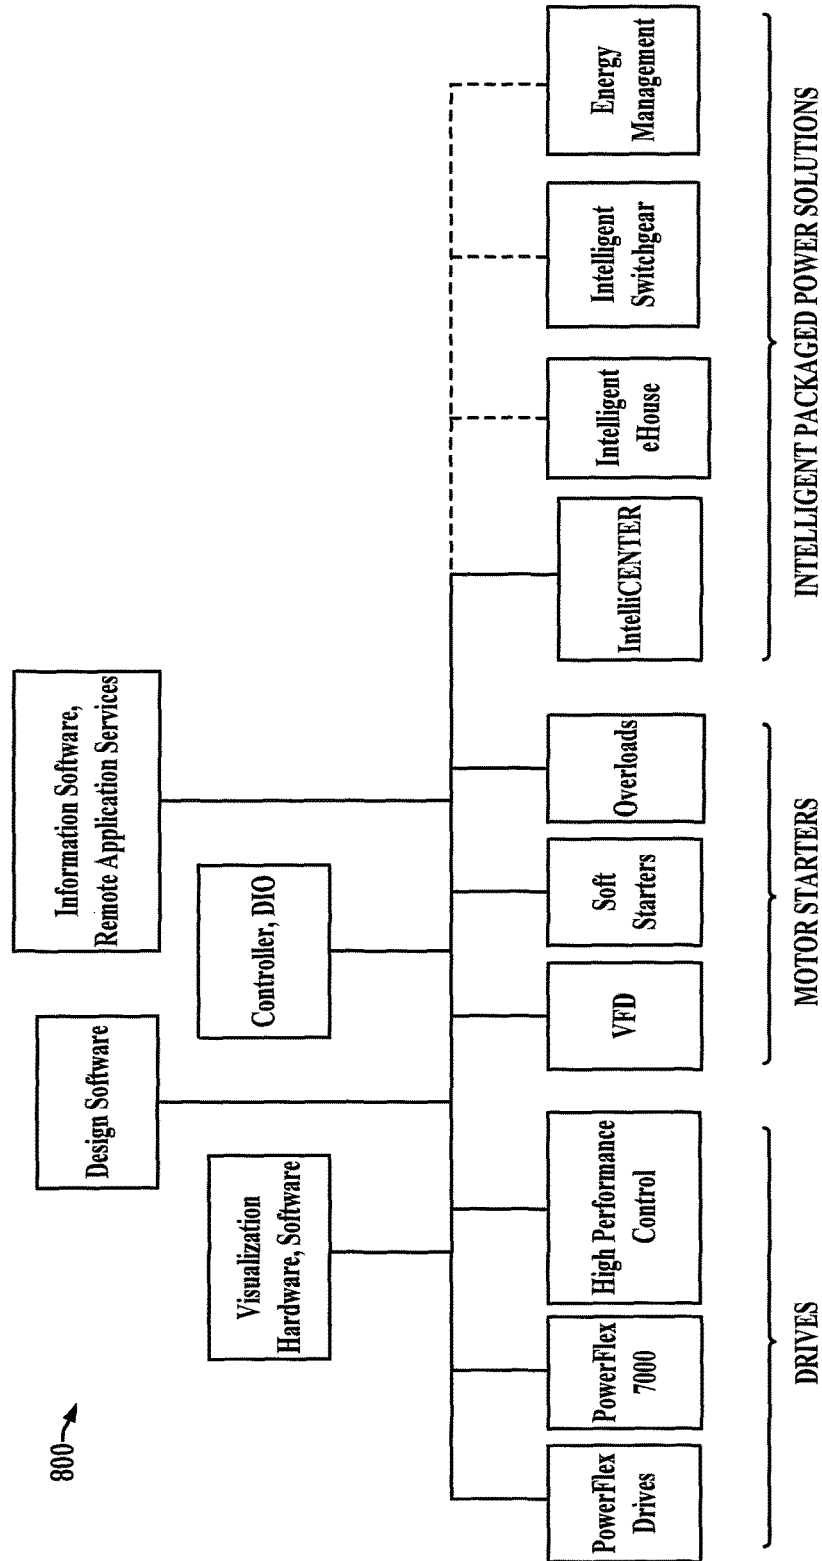 800
Design Software
Information Software,
Remote Application Services
Visualization
Hardware, Software
Controller, DIO
PowerFlex
Drives
PowerFlex
7000
High Performance
Control
VFD
Soft
Starters
Overloads
IntelliCENTER
Intelligent
eHouse
Intelligent
Switchgear
Energy
Management
DRIVES
MOTOR STARTERS
INTELLIGENT PACKAGED POWER SOLUTIONS